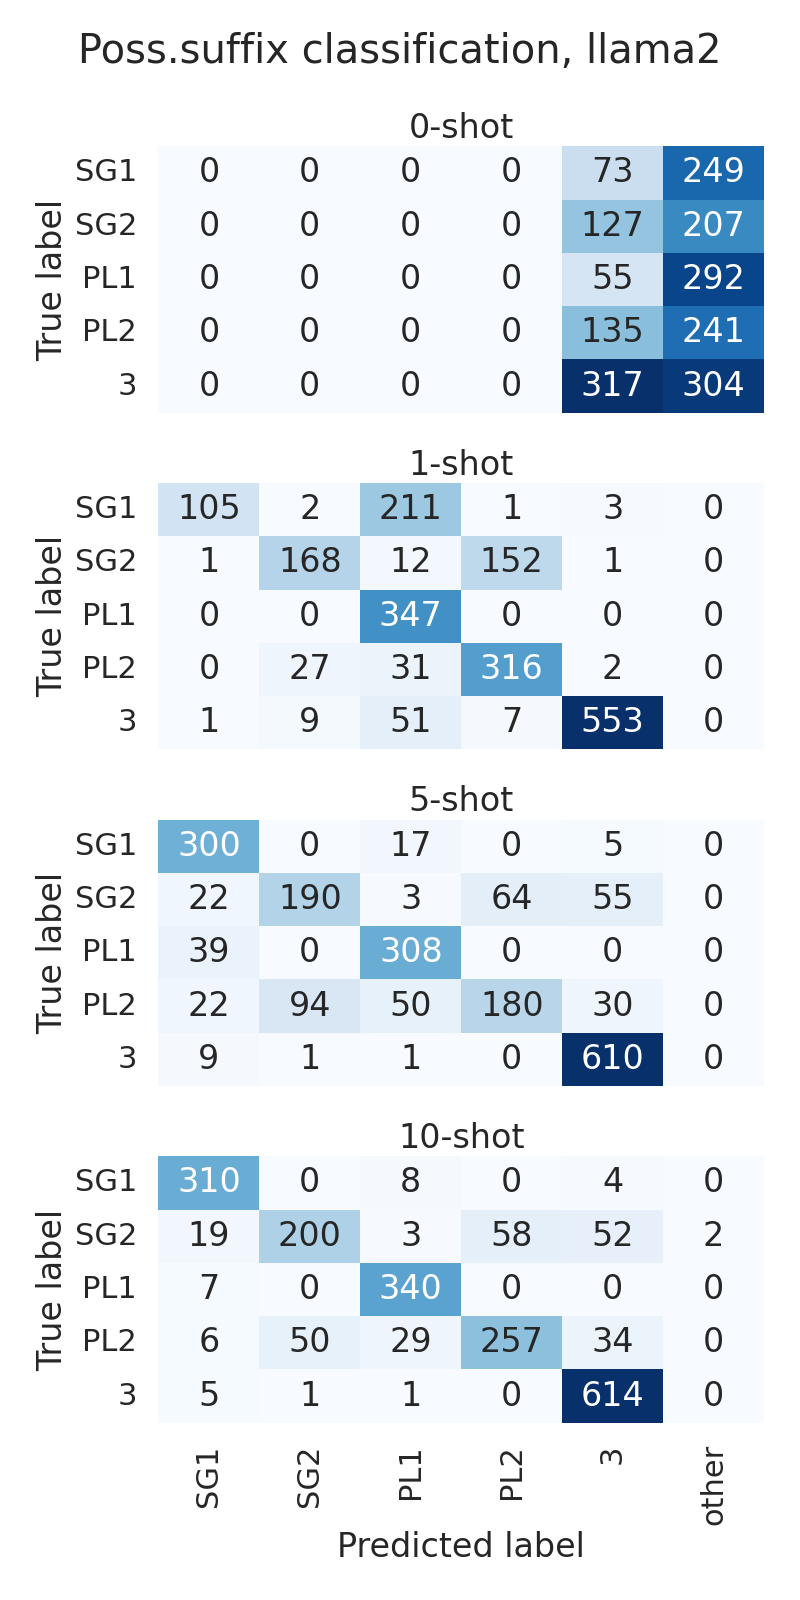 Poss.suffix classification, llama2
0-shot
True label
SG1 0 0 0 0 73 249
SG2 0 0 0 0 127 207
PL1 0 0 0 0 55 292
PL2 0 0 0 0 135 241
3 0 0 0 0 317 304
1-shot
True label
SG1 105 2 211 1 3 0
SG2 1 168 12 152 1 0
PL1 0 0 347 0 0 0
PL2 0 27 31 316 2 0
3 1 9 51 7 553 0
5-shot
True label
SG1 300 0 17 0 5 0
SG2 22 190 3 64 55 0
PL1 39 0 308 0 0 0
PL2 22 94 50 180 30 0
3 9 1 1 0 610 0
10-shot
True label
SG1 310 0 8 0 4 0
SG2 19 200 3 58 52 2
PL1 7 0 340 0 0 0
PL2 6 50 29 257 34 0
3 5 1 1 0 614 0
SG1 SG2 PL1 PL2 3 other
Predicted label